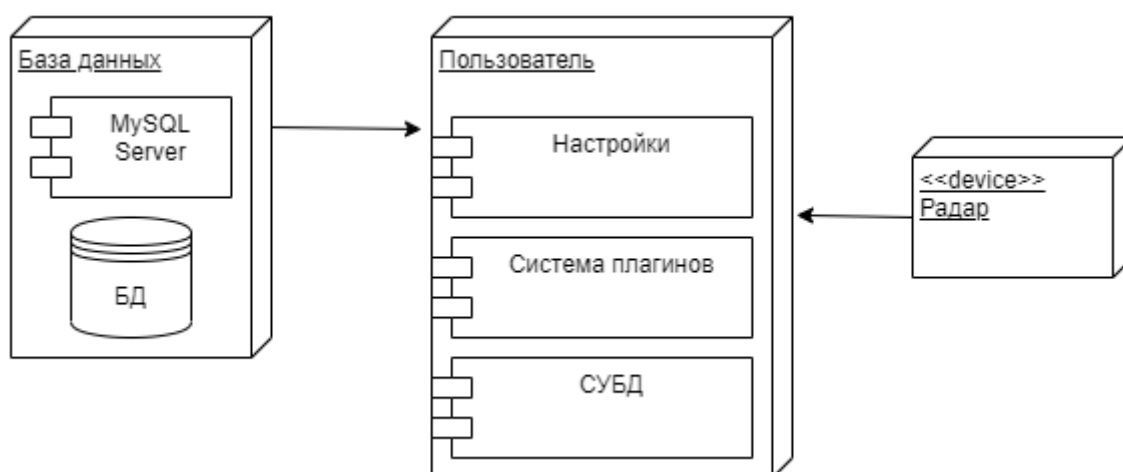 База данных
MySQL
Server
БД
Пользователь
Настройки
Система плагинов
СУБД
<<device>>
Радар